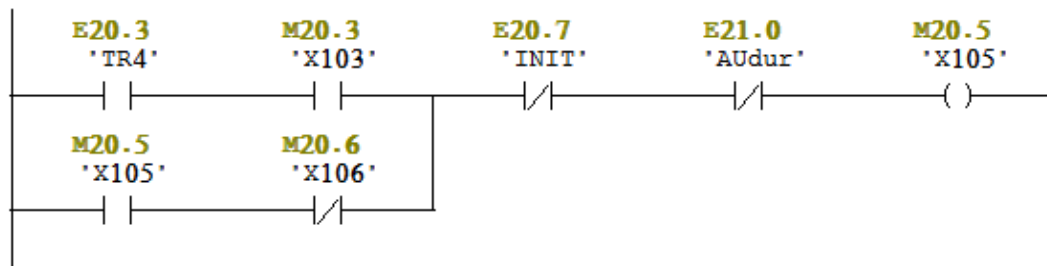 E20.3 M20.3 E20.7 E21.0 M20.5
"TR4" "X103" "INIT" "AUdur" "X105"
M20.5 M20.6
"X105" "X106"